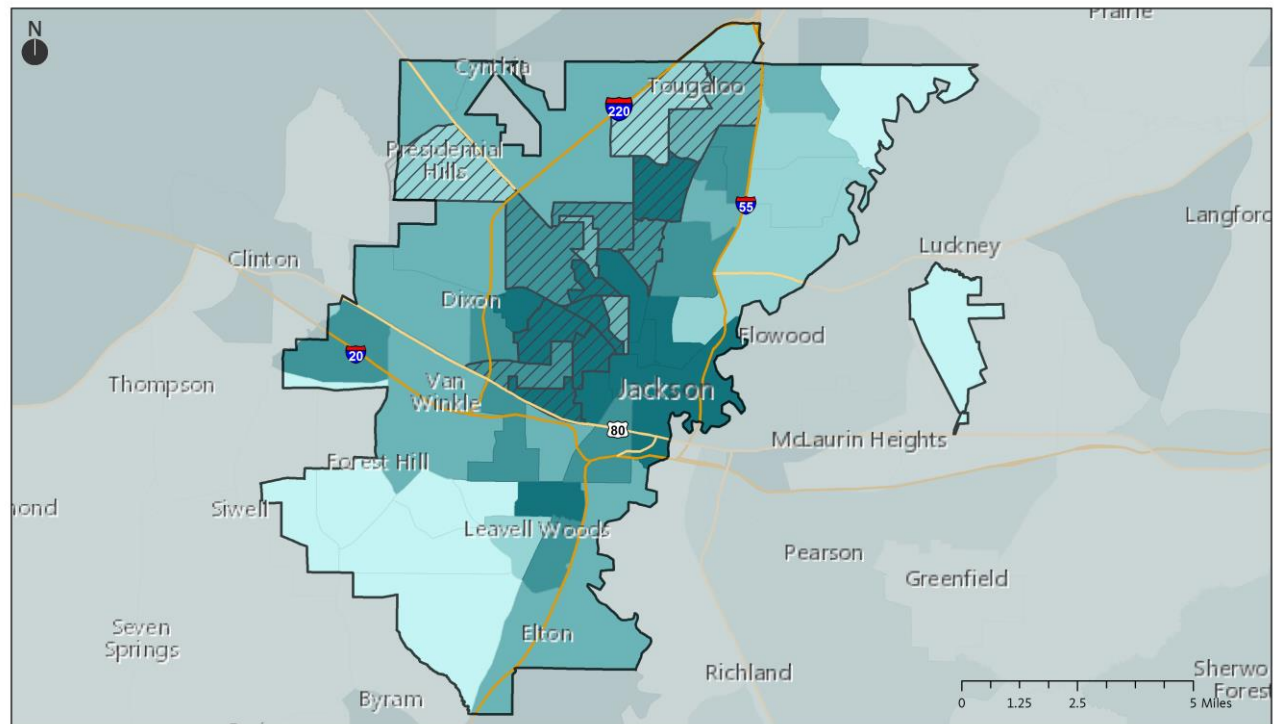 Prairie
N
Cynthia
Tougaloo
220
Presidential
Hills
55
Langford
Luckney
Clinton
Dixon
Flowood
20
Thompson
Van
Winkle
Jackson
80
McLaurin Heights
Forest Hill
mond
Siwell
Leavell Woods
Pearson
Greenfield
Seven
Springs
Elton
Richland
Sherwo
Forest
Byram
0 1.25 2.5 5 Miles